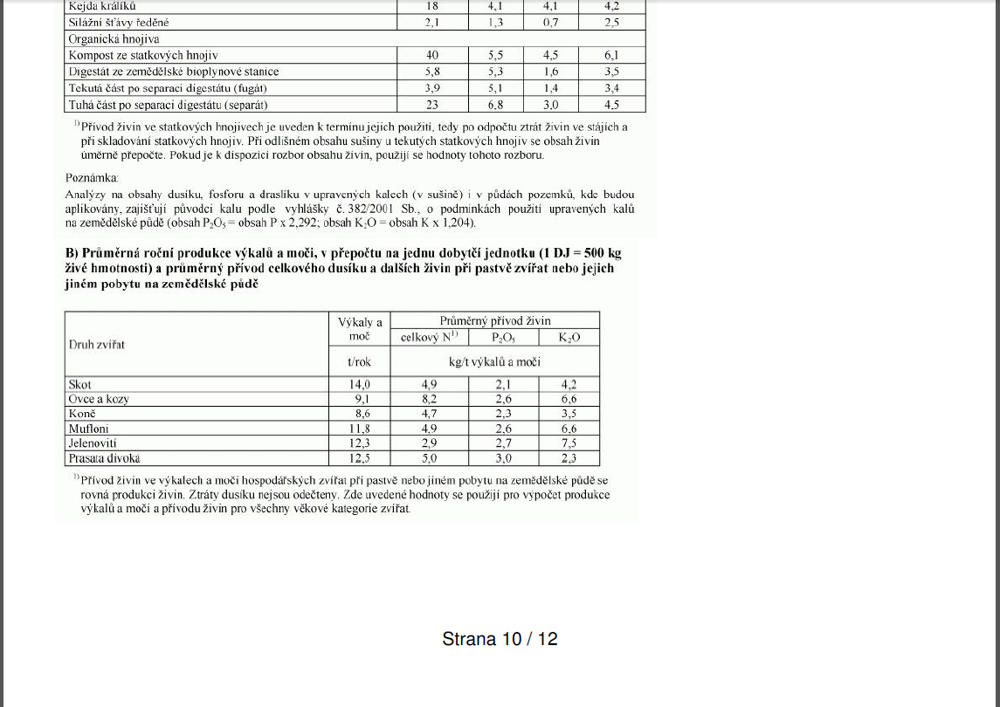 Kejda králíků 18 4,1 4,1 4,2
Silážní šťávy ředěné 2,1 1,3 0,7 2,5
Organická hnojiva
Kompost ze statkových hnojiv 40 5,5 4,5 6,1
Digestát ze zemědělské bioplynové stanice 5,8 5,3 1,6 3,5
Tekutá část po separaci digestátu (fugát) 3,9 5,1 1,4 3,4
Tuhá část po separaci digestátu (separát) 23 6,8 3,0 4,5
1) Přívod živin ve statkových hnojivech je uveden k termínu jejich použití, tedy po odpočtu ztrát živin ve stájích a
při skladování statkových hnojiv. Při odlišném obsahu sušiny u tekutých statkových hnojiv se obsah živin
úměrně přepočte. Pokud je k dispozici rozbor obsahu živin, použijí se hodnoty tohoto rozboru.
Poznámka:
Analýzy na obsahy dusíku, fosforu a draslíku v upravených kalech (v sušině) i v půdách pozemků, kde budou
aplikovány, zajišťují původci kalu podle vyhlášky č. 382/2001 Sb., o podmínkách použití upravených kalů
na zemědělské půdě (obsah P2O5 = obsah P x 2,292; obsah K2O = obsah K x 1,204).
B) Průměrná roční produkce výkalů a moči, v přepočtu na jednu dobytčí jednotku (1 DJ = 500 kg
živé hmotnosti) a průměrný přívod celkového dusíku a dalších živin při pastvě zvířat nebo jejich
jiném pobytu na zemědělské půdě
Druh zvířat
Výkaly a
moč
Průměrný přívod živin
celkový N1) P2O5 K2O
t/rok kg/t výkalů a moči
Skot 14,0 4,9 2,1 4,2
Ovce a kozy 9,1 8,2 2,6 6,6
Koně 8,6 4,7 2,3 3,5
Mufloni 11,8 4,9 2,6 6,6
Jelenovití 12,3 2,9 2,7 7,5
Prasata divoká 12,5 5,0 3,0 2,3
1) Přívod živin ve výkalech a moči hospodářských zvířat při pastvě nebo jiném pobytu na zemědělské půdě se
rovná produkci živin. Ztráty dusíku nejsou odečteny. Zde uvedené hodnoty se použijí pro výpočet produkce
výkalů a moči a přívodu živin pro všechny věkové kategorie zvířat.
Strana 10 / 12